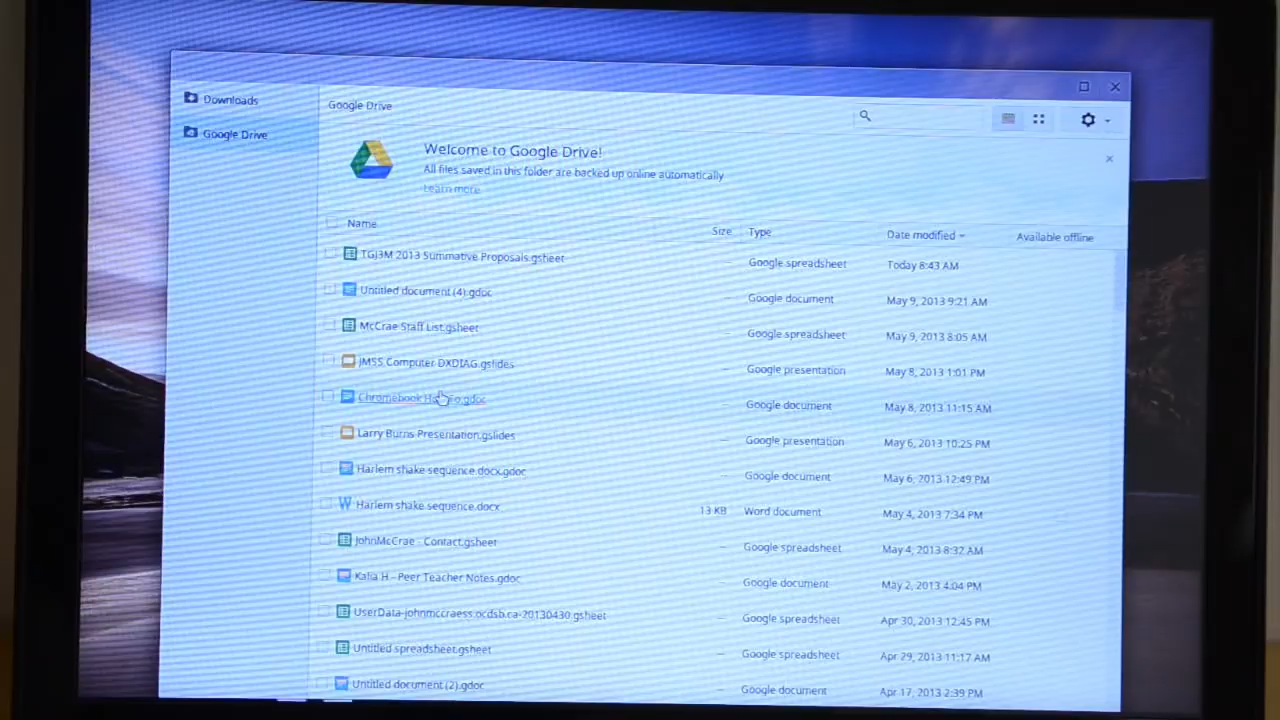 Downloads
Google Drive
Google Drive
Welcome to Google Drive!
All files saved in this folder are backed up online automatically
Learn more
Name Size Type Date modified Available offline
TGJ3M 2013 Summative Proposals.gsheet -- Google spreadsheet Today 8:43 AM
Untitled document (4).gdoc -- Google document May 9, 2013 9:21 AM
McCrae Staff List.gsheet -- Google spreadsheet May 9, 2013 8:05 AM
JMSS Computer DXDIAG.gslides -- Google presentation May 8, 2013 1:01 PM
Chromebook -- Google document May 8, 2013 11:15 AM
Larry Burns Presentation.gslides -- Google presentation May 6, 2013 10:25 PM
Harlem shake sequence.docx.gdoc -- Google document May 6, 2013 12:49 PM
W Harlem shake sequence.docx 13 KB Word document May 4, 2013 7:34 PM
JohnMcCrae - Contact.gsheet -- Google spreadsheet May 4, 2013 8:32 AM
Katia H - Peer Teacher Notes.gdoc -- Google document May 2, 2013 4:04 PM
UserData-johnmccraess.ocdsb.ca-20130430.gsheet -- Google spreadsheet Apr 30, 2013 12:45 PM
Untitled spreadsheet.gsheet -- Google spreadsheet Apr 29, 2013 11:17 AM
Untitled document (2).gdoc -- Google document Apr 17, 2013 2:39 PM